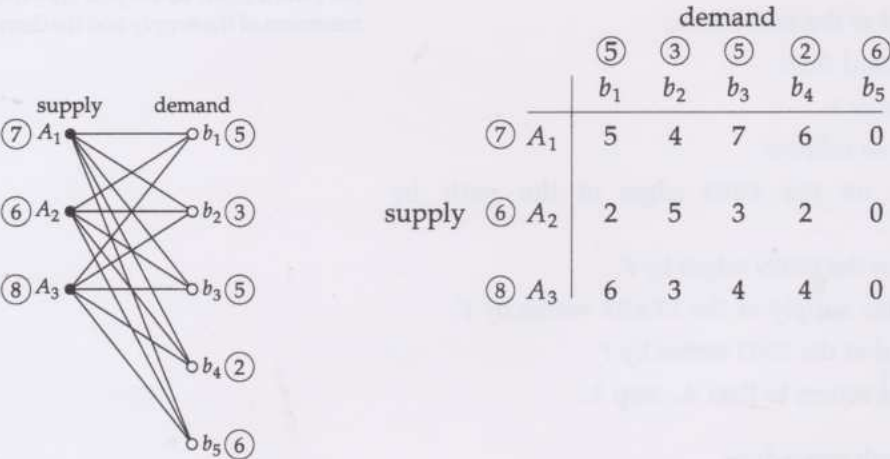 demand
⑤ ③ ⑤ ② ⑥
b₁ b₂ b₃ b₄ b₅
⑦ A₁ 5 4 7 6 0
supply ⑥ A₂ 2 5 3 2 0
⑧ A₃ 6 3 4 4 0
supply demand
⑦ A₁ b₁ ⑤
⑥ A₂ b₂ ③
⑧ A₃ b₃ ⑤
b₄ ②
b₅ ⑥